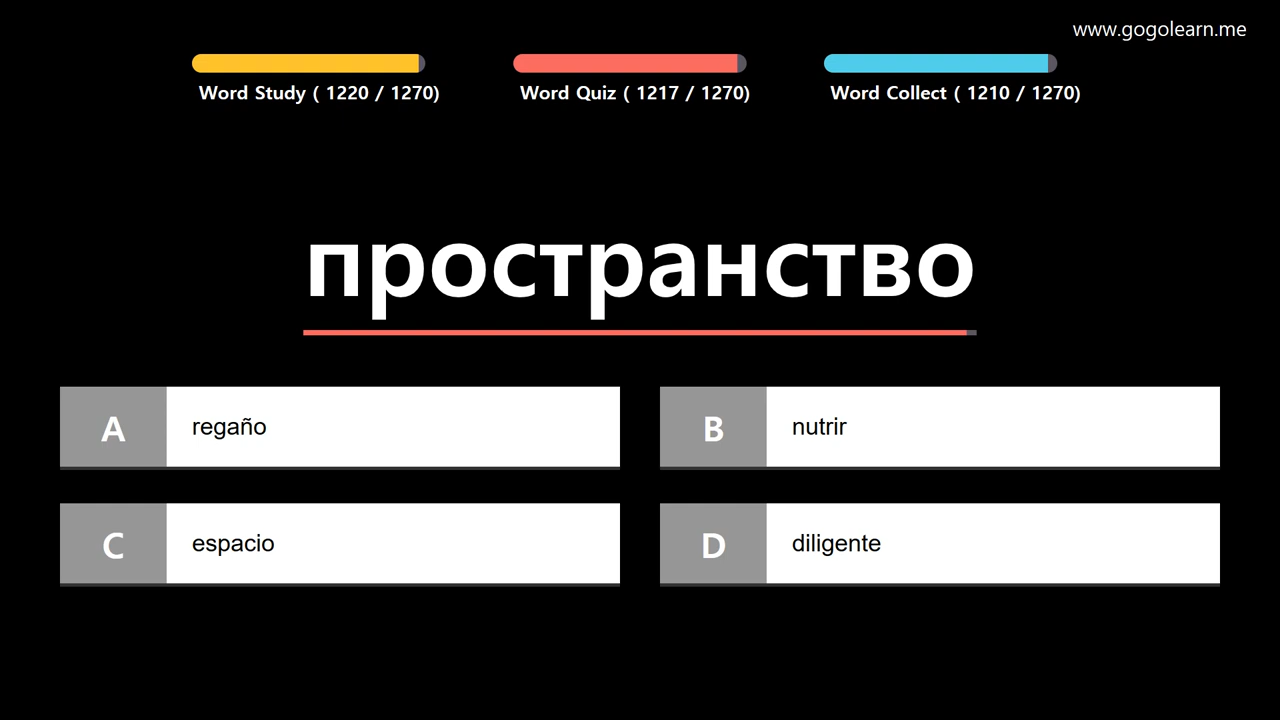 www.gogolearn.me
Word Study ( 1220 / 1270)
Word Quiz ( 1217 / 1270)
Word Collect ( 1210 / 1270)
пространство
A regaño
B nutrir
C espacio
D diligente